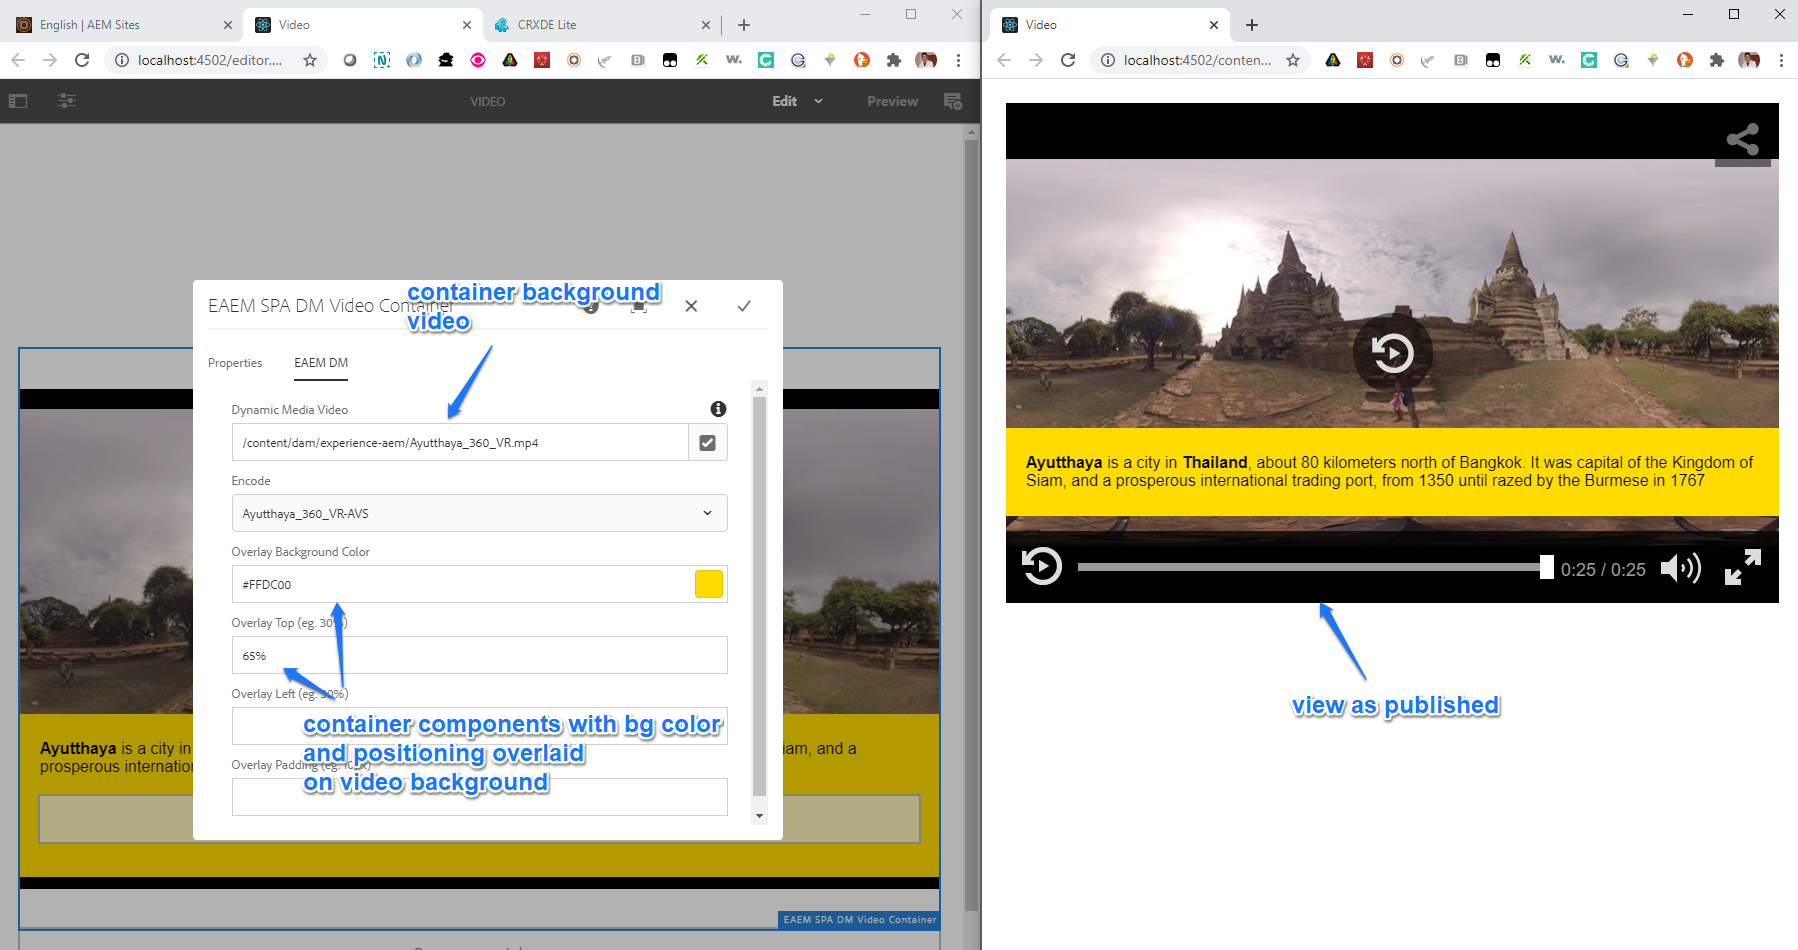 English | AEM Sites
Video
CRXDE Lite
localhost:4502/editor....
VIDEO
Edit
Preview
EAEM SPA DM Video Container
container background
video
Properties
EAEM DM
Dynamic Media Video
/content/dam/experience-aem/Ayutthaya_360_VR.mp4
Encode
Ayutthaya_360_VR-AVS
Overlay Background Color
#FFDC00
Overlay Top (eg. 30%)
65%
Overlay Left (eg. 30%)
container components with bg color
and positioning overlaid
on video background
Overlay Padding (eg.
Ayutthaya is a city in
iam, and a
prosperous internation
EAEM SPA DM Video Container
Video
localhost:4502/conten...
Ayutthaya is a city in Thailand, about 80 kilometers north of Bangkok. It was capital of the Kingdom of
Siam, and a prosperous international trading port, from 1350 until razed by the Burmese in 1767
0:25 / 0:25
view as published